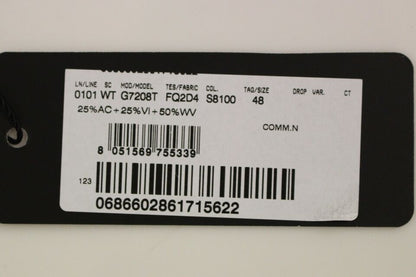 LN/LINE SC MOD/MODEL TES/FABRIC COL. TAG/SIZE DROP VAR. CT
0101 WT G7208T FQ2D4 S8100 48
25%AC+25%VI+50%WV
COMM.N
8 051569 755339
123
0686602861715622